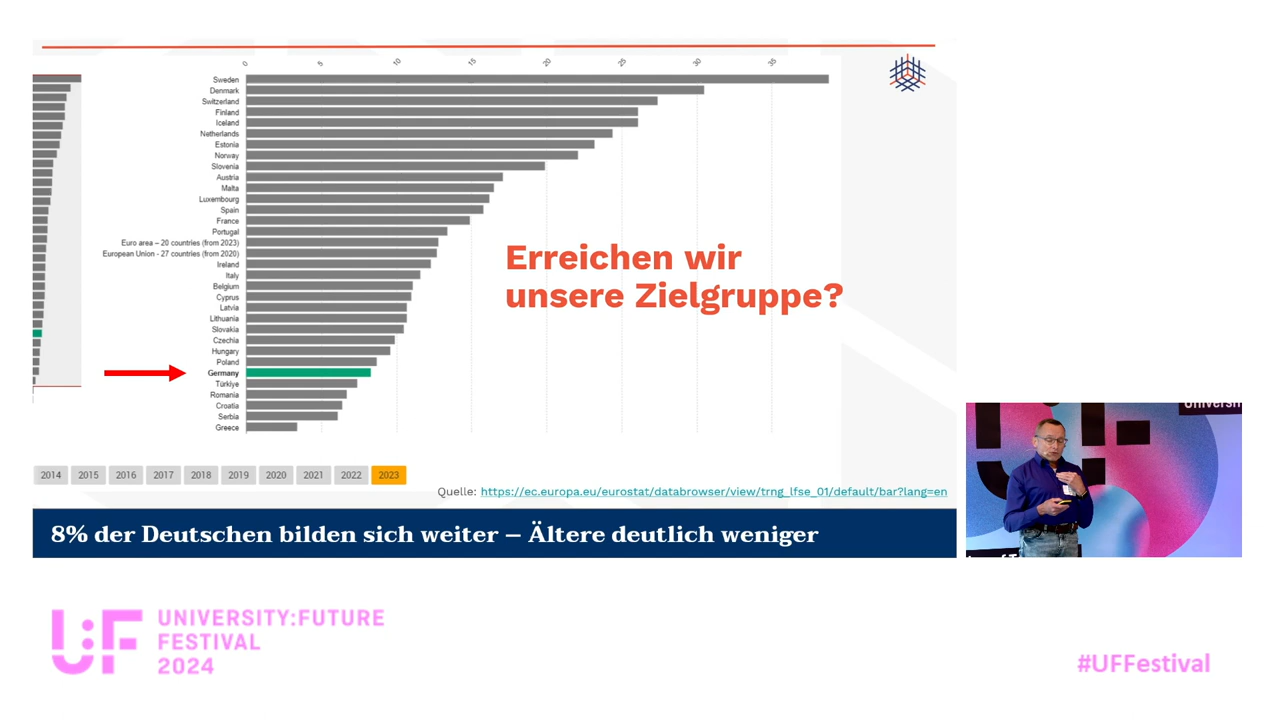 0 5 10 15 20 25 30 35
Sweden
Denmark
Switzerland
Finland
Iceland
Netherlands
Estonia
Norway
Slovenia
Austria
Malta
Luxembourg
Spain
France
Portugal
Euro area – 20 countries (from 2023)
European Union - 27 countries (from 2020)
Ireland
Italy
Belgium
Cyprus
Latvia
Lithuania
Slovakia
Czechia
Hungary
Poland
Germany
Türkiye
Romania
Croatia
Serbia
Greece
Erreichen wir
unsere Zielgruppe?
2014 2015 2016 2017 2018 2019 2020 2021 2022 2023
Quelle: https://ec.europa.eu/eurostat/databrowser/view/trng_lfse_01/default/bar?lang=en
8% der Deutschen bilden sich weiter – Ältere deutlich weniger
U:F
UNIVERSITY:FUTURE
FESTIVAL
2024
#UFFestival